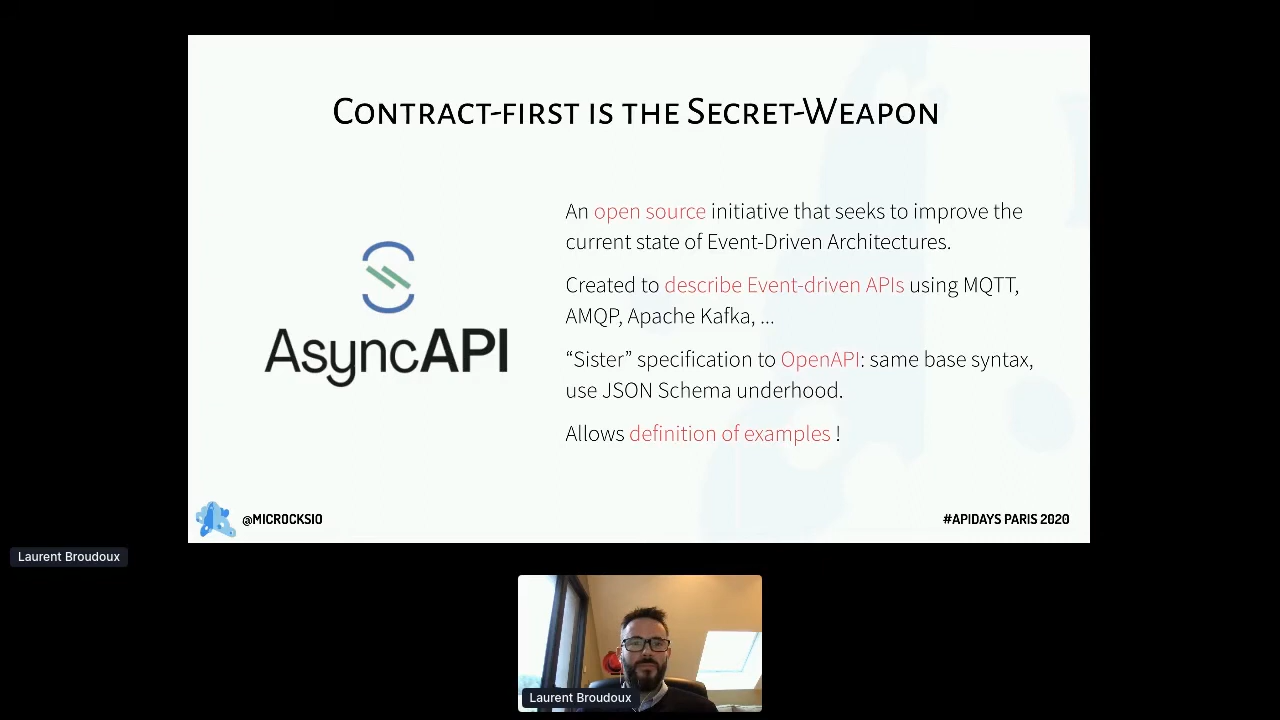 Contract-first is the Secret-Weapon
An open source initiative that seeks to improve the
current state of Event-Driven Architectures.
Created to describe Event-driven APIs using MQTT,
AMQP, Apache Kafka, ...
“Sister” specification to OpenAPI: same base syntax,
use JSON Schema underhood.
Allows definition of examples !
AsyncAPI
@MICROCKSIO
#APIDAYS PARIS 2020
Laurent Broudoux
Laurent Broudoux